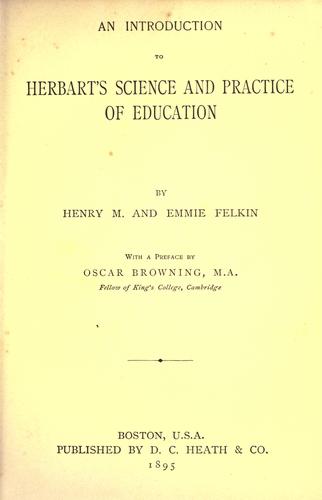 AN INTRODUCTION
TO
HERBART'S SCIENCE AND PRACTICE
OF EDUCATION
BY
HENRY M. AND EMMIE FELKIN
WITH A PREFACE BY
OSCAR BROWNING, M.A.
Fellow of King's College, Cambridge
BOSTON, U.S.A.
PUBLISHED BY D. C. HEATH & CO.
1895